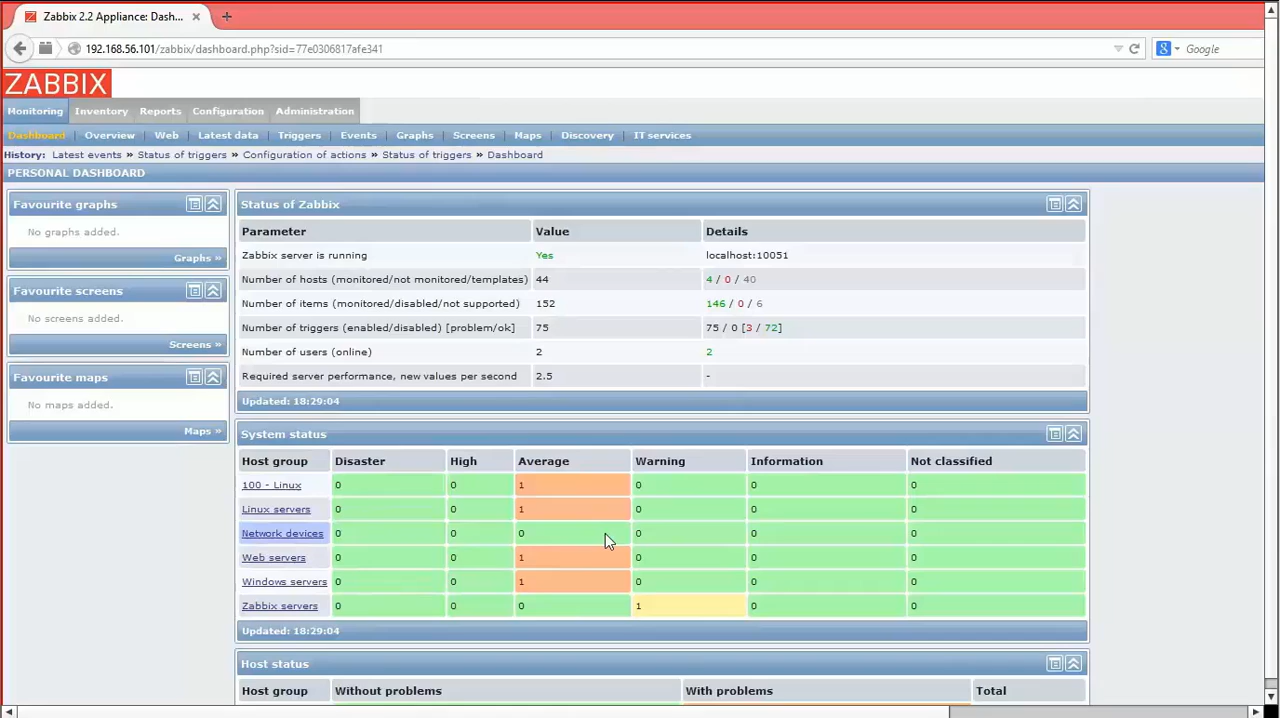 Zabbix 2.2 Appliance: Dash...
192.168.56.101/zabbix/dashboard.php?sid=77e0306817afe341
Google
ZABBIX
Monitoring Inventory Reports Configuration Administration
Dashboard Overview Web Latest data Triggers Events Graphs Screens Maps Discovery IT services
History: Latest events » Status of triggers » Configuration of actions » Status of triggers » Dashboard
PERSONAL DASHBOARD
Favourite graphs
No graphs added.
Graphs »
Favourite screens
No screens added.
Screens »
Favourite maps
No maps added.
Maps »
Status of Zabbix
Parameter Value Details
Zabbix server is running Yes localhost:10051
Number of hosts (monitored/not monitored/templates) 44 4 / 0 / 40
Number of items (monitored/disabled/not supported) 152 146 / 0 / 6
Number of triggers (enabled/disabled) [problem/ok] 75 75 / 0 [3 / 72]
Number of users (online) 2 2
Required server performance, new values per second 2.5 -
Updated: 18:29:04
System status
Host group Disaster High Average Warning Information Not classified
100 - Linux 0 0 1 0 0 0
Linux servers 0 0 1 0 0 0
Network devices 0 0 0 0 0 0
Web servers 0 0 1 0 0 0
Windows servers 0 0 1 0 0 0
Zabbix servers 0 0 0 1 0 0
Updated: 18:29:04
Host status
Host group Without problems With problems Total